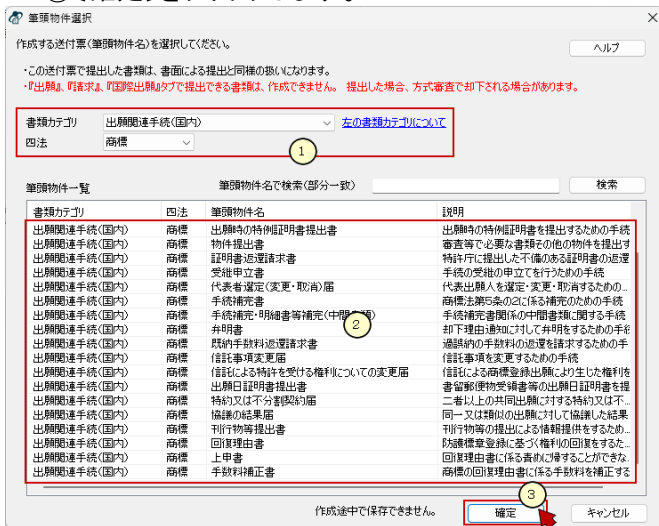 筆頭物件選択
作成する送付票(筆頭物件名)を選択してください。
ヘルプ
・この送付票で提出した書類は、書面による提出と同様の扱いになります。
・『出願』、『請求』、『国際出願』タブで提出できる書類は、作成できません。 提出した場合、方式審査で却下される場合があります。
書類カテゴリ 出願関連手続(国内) 左の書類カテゴリについて
四法 商標
1
筆頭物件一覧 筆頭物件名で検索(部分一致) 検索
書類カテゴリ 四法 筆頭物件名 説明
出願関連手続(国内) 商標 出願時の特例証明書提出書 出願時の特例証明書を提出するための手続
出願関連手続(国内) 商標 物件提出書 審査等で必要な書類その他の物件を提出す
出願関連手続(国内) 商標 証明書返還請求書 特許庁に提出した不備のある証明書の返還
出願関連手続(国内) 商標 受継申立書 手続の受継の申立てを行うための手続
出願関連手続(国内) 商標 代表者選定(変更・取消)届 代表出願人を選定・変更・取消するための...
出願関連手続(国内) 商標 手続補完書 商標法第5条の2に係る補完のための手続
出願関連手続(国内) 商標 手続補完・明細書等補完(中間 類) 手続補完書関係の中間書類に関する手続
2
出願関連手続(国内) 商標 弁明書 却下理由通知に対して弁明をするための手続
出願関連手続(国内) 商標 既納手数料返還請求書 過誤納の手数料の返還を請求するための手
出願関連手続(国内) 商標 信託事項変更届 信託事項を変更するための手続
出願関連手続(国内) 商標 信託による特許を受ける権利についての変更届 信託による商標登録出願により生じた権利を
出願関連手続(国内) 商標 出願日証明書提出書 書留郵便物受領書等の出願日証明書を提
出願関連手続(国内) 商標 特約又は不分割契約届 二者以上の共同出願に対する特約又は不...
出願関連手続(国内) 商標 協議の結果届 同一又は類似の出願に対して協議した結果
出願関連手続(国内) 商標 刊行物等提出書 刊行物等の提出による情報提供をするため...
出願関連手続(国内) 商標 回復理由書 防護標章登録に基づく権利の回復をするた...
出願関連手続(国内) 商標 上申書 回復理由書に係る責めに帰することができな.
出願関連手続(国内) 商標 手数料補正書 商標の回復理由書に係る手数料を補正する
3
作成途中で保存できません。 確定 キャンセル